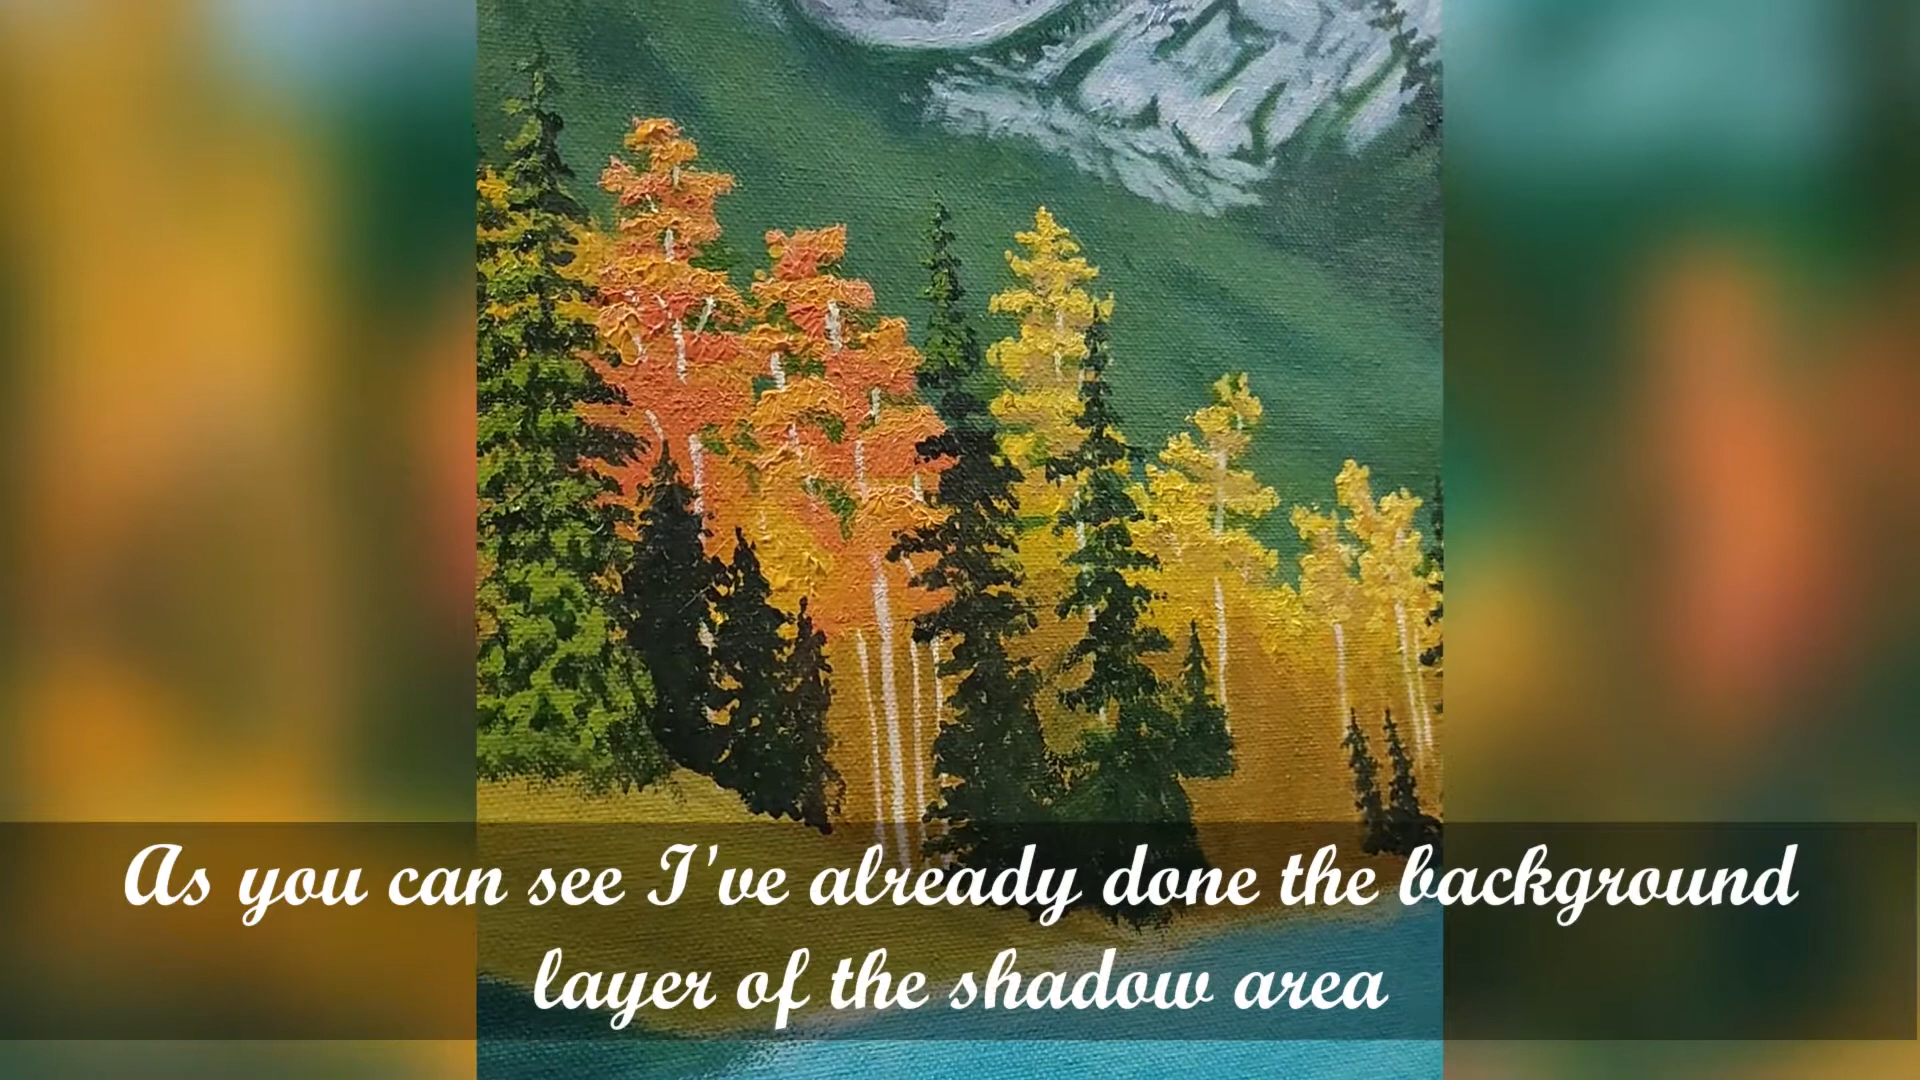 As you can see I've already done the background
layer of the shadow area